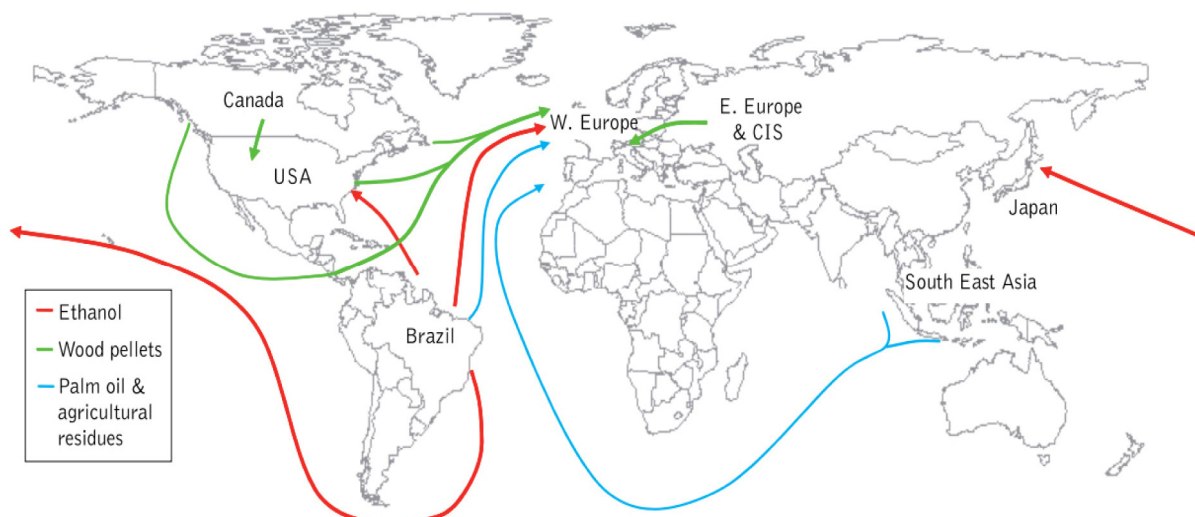 Canada
W. Europe
E. Europe
& CIS
USA
Japan
South East Asia
Brazil
Ethanol
Wood pellets
Palm oil &
agricultural
residues